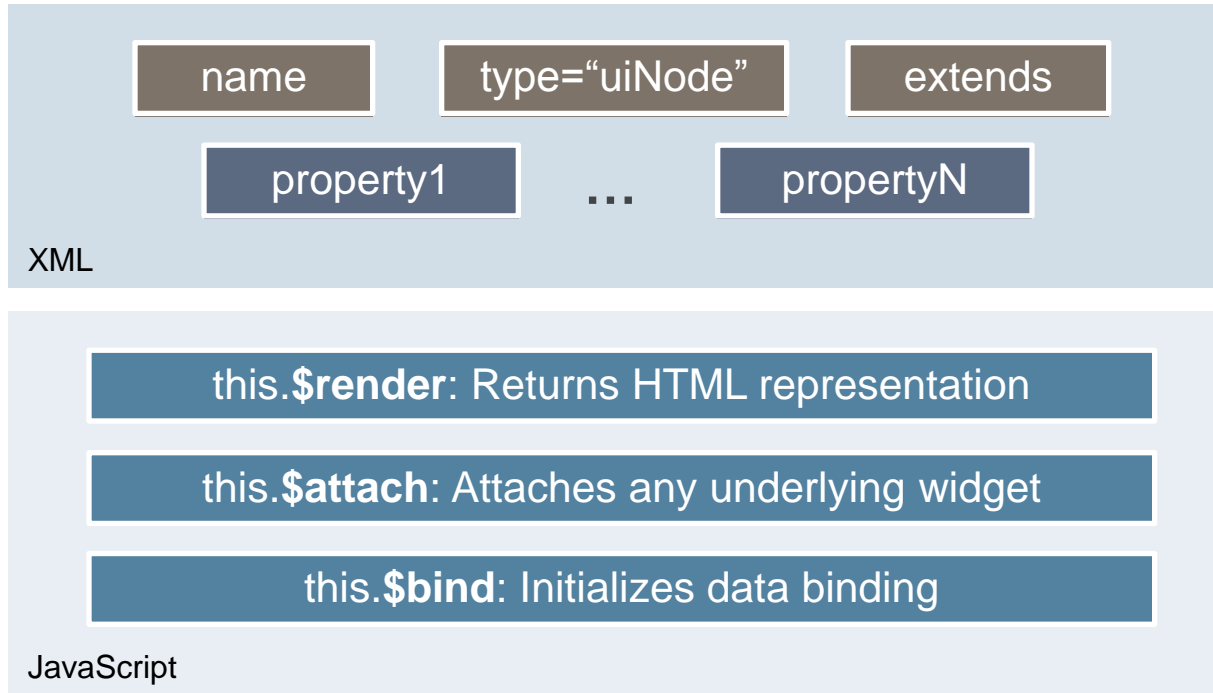 name type=“uiNode” extends
property1 ... propertyN
XML
this.$render: Returns HTML representation
this.$attach: Attaches any underlying widget
this.$bind: Initializes data binding
JavaScript